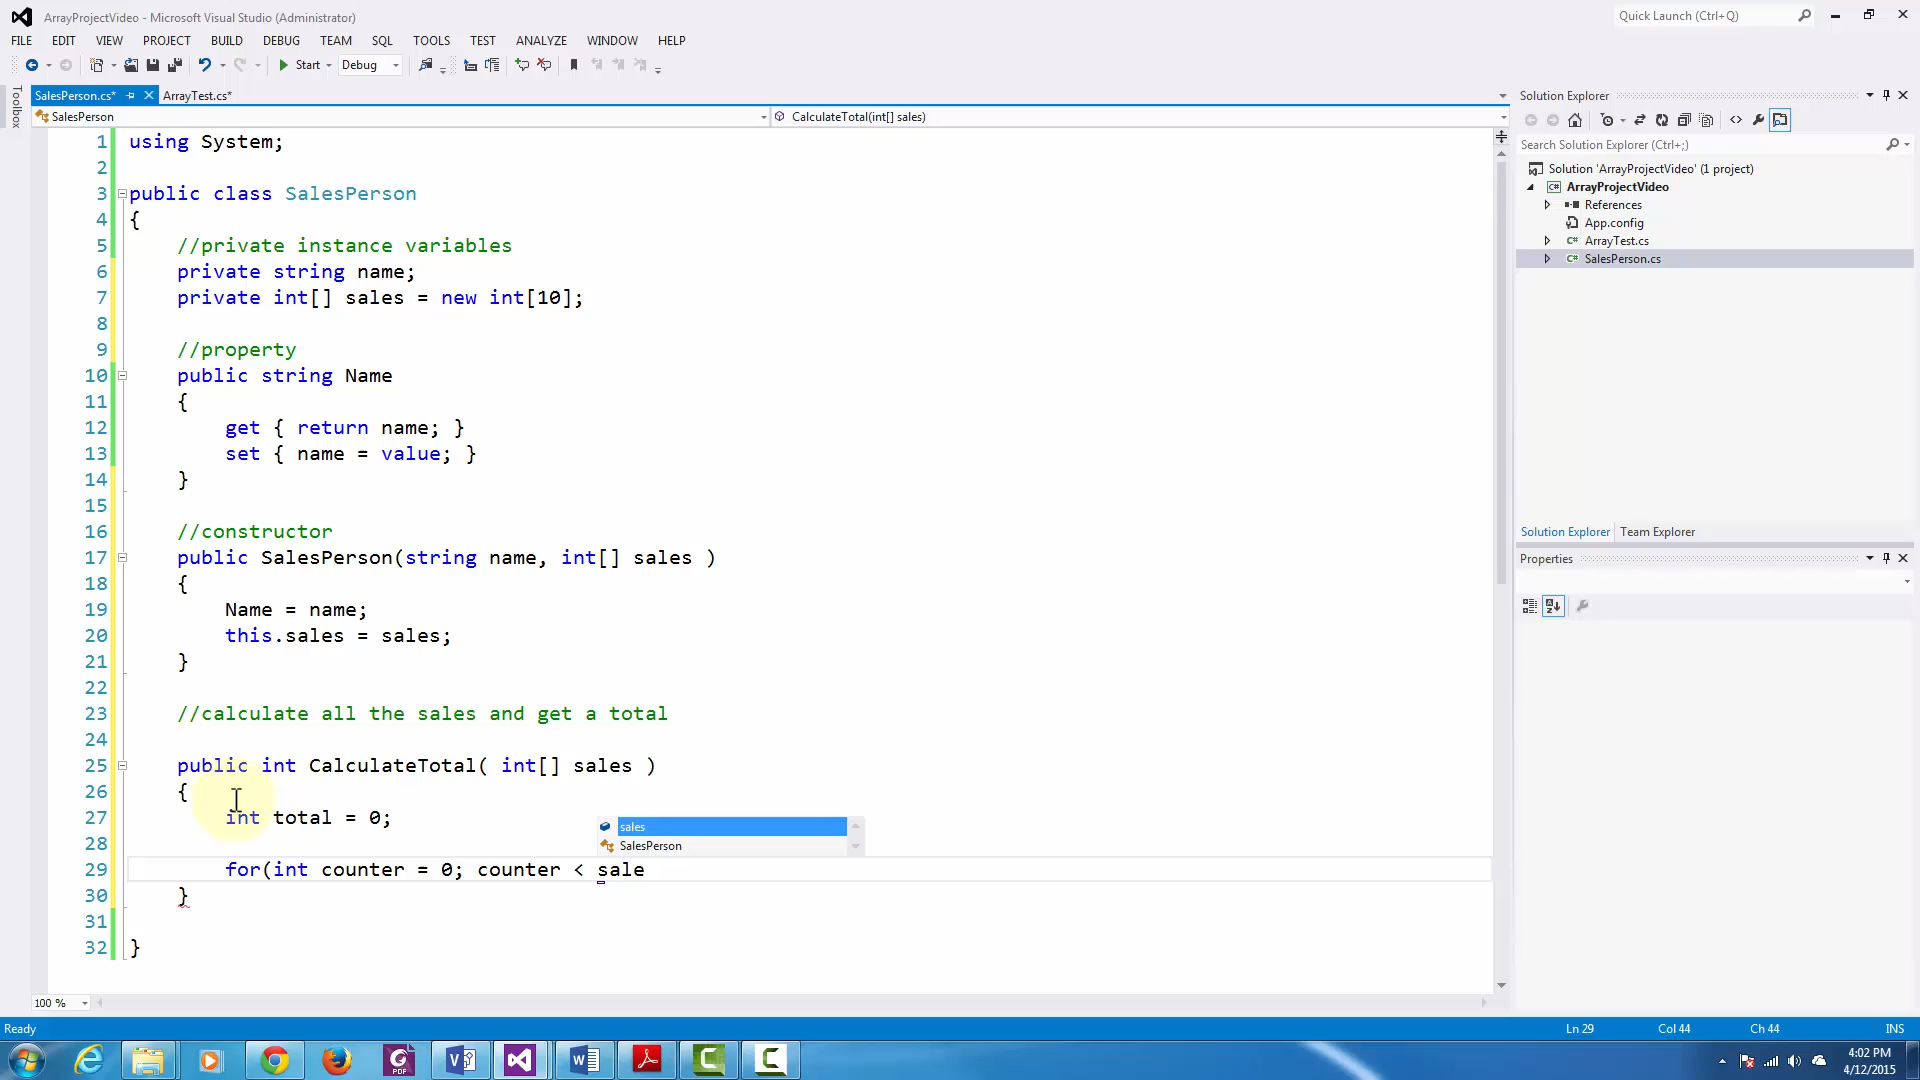 ArrayProjectVideo - Microsoft Visual Studio (Administrator)
Quick Launch (Ctrl+Q)
FILE EDIT VIEW PROJECT BUILD DEBUG TEAM SQL TOOLS TEST ANALYZE WINDOW HELP
Start Debug
Toolbox
SalesPerson.cs* ArrayTest.cs*
SalesPerson CalculateTotal(int[] sales)
1 using System;
2
3 public class SalesPerson
4 {
5 //private instance variables
6 private string name;
7 private int[] sales = new int[10];
8
9 //property
10 public string Name
11 {
12 get { return name; }
13 set { name = value; }
14 }
15
16 //constructor
17 public SalesPerson(string name, int[] sales )
18 {
19 Name = name;
20 this.sales = sales;
21 }
22
23 //calculate all the sales and get a total
24
25 public int CalculateTotal( int[] sales )
26 {
27 int total = 0;
28
sales
SalesPerson
29 for(int counter = 0; counter < sale
30 }
31
32 }
100 %
Solution Explorer
Search Solution Explorer (Ctrl+;)
Solution 'ArrayProjectVideo' (1 project)
ArrayProjectVideo
References
App.config
ArrayTest.cs
SalesPerson.cs
Solution Explorer Team Explorer
Properties
Ready Ln 29 Col 44 Ch 44 INS
4:02 PM
4/12/2015